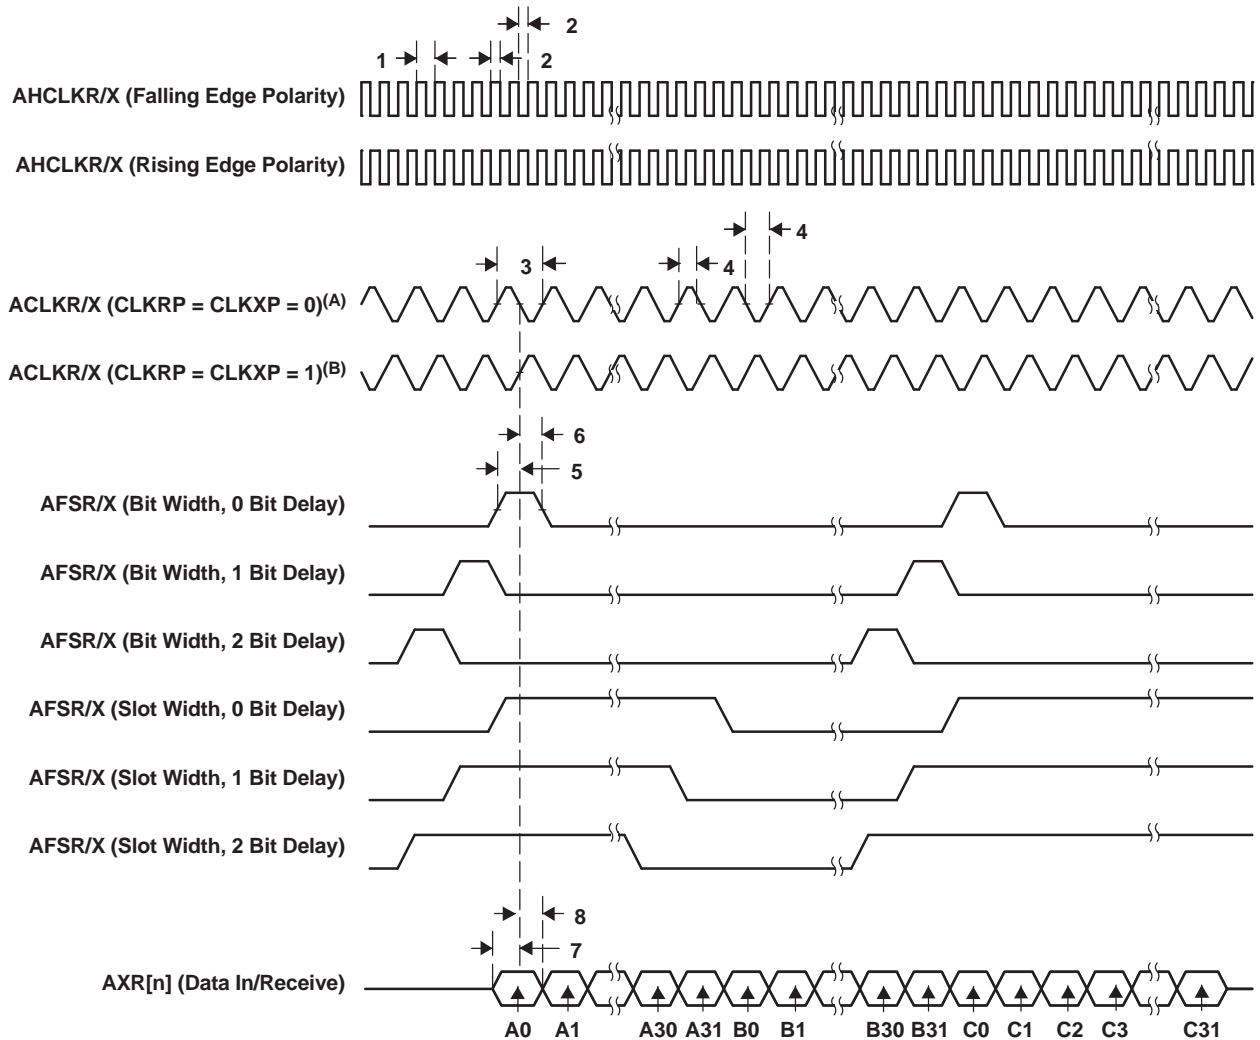 2
1
2
AHCLKR/X (Falling Edge Polarity)
AHCLKR/X (Rising Edge Polarity)
4
3
4
ACLKR/X (CLKRP = CLKXP = 0)(A)
ACLKR/X (CLKRP = CLKXP = 1)(B)
6
5
AFSR/X (Bit Width, 0 Bit Delay)
AFSR/X (Bit Width, 1 Bit Delay)
AFSR/X (Bit Width, 2 Bit Delay)
AFSR/X (Slot Width, 0 Bit Delay)
AFSR/X (Slot Width, 1 Bit Delay)
AFSR/X (Slot Width, 2 Bit Delay)
8
7
AXR[n] (Data In/Receive)
A0 A1 A30 A31 B0 B1 B30 B31 C0 C1 C2 C3 C31